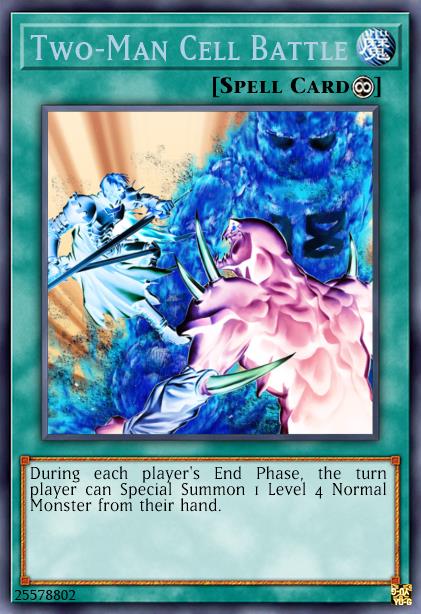 Two-Man Cell Battle
魔
[Spell Card]
During each player's End Phase, the turn
player can Special Summon 1 Level 4 Normal
Monster from their hand.
25578802